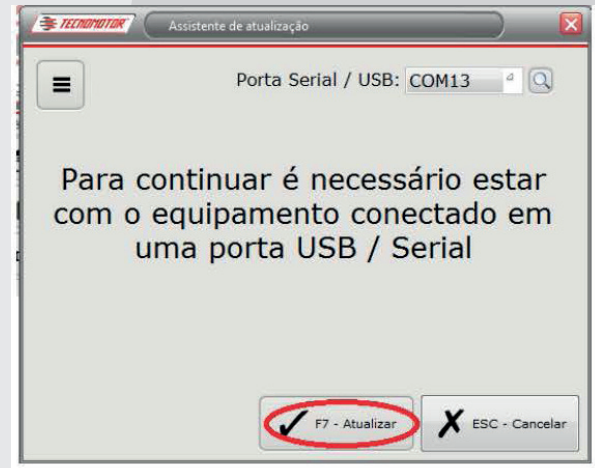 TECNOMOTOR
Assistente de atualização
Porta Serial / USB: COM13
Para continuar é necessário estar
com o equipamento conectado em
uma porta USB / Serial
F7 - Atualizar
ESC - Cancelar